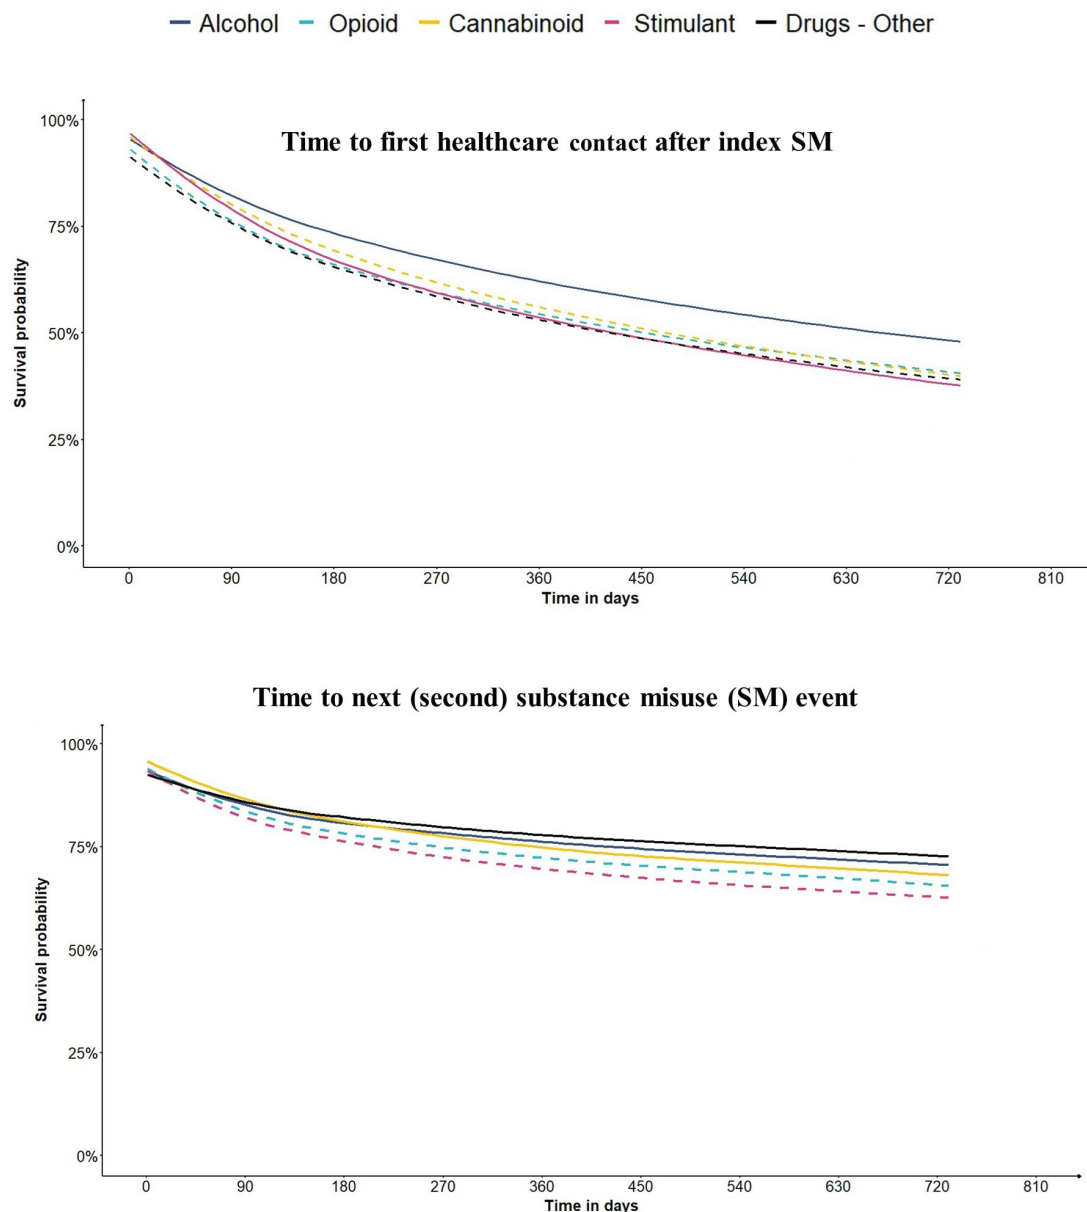 Alcohol Opioid Cannabinoid Stimulant Drugs - Other
Time to first healthcare contact after index SM
100%
75%
50%
25%
0%
Survival probability
0 90 180 270 360 450 540 630 720 810
Time in days
Time to next (second) substance misuse (SM) event
100%
75%
50%
25%
0%
Survival probability
0 90 180 270 360 450 540 630 720 810
Time in days